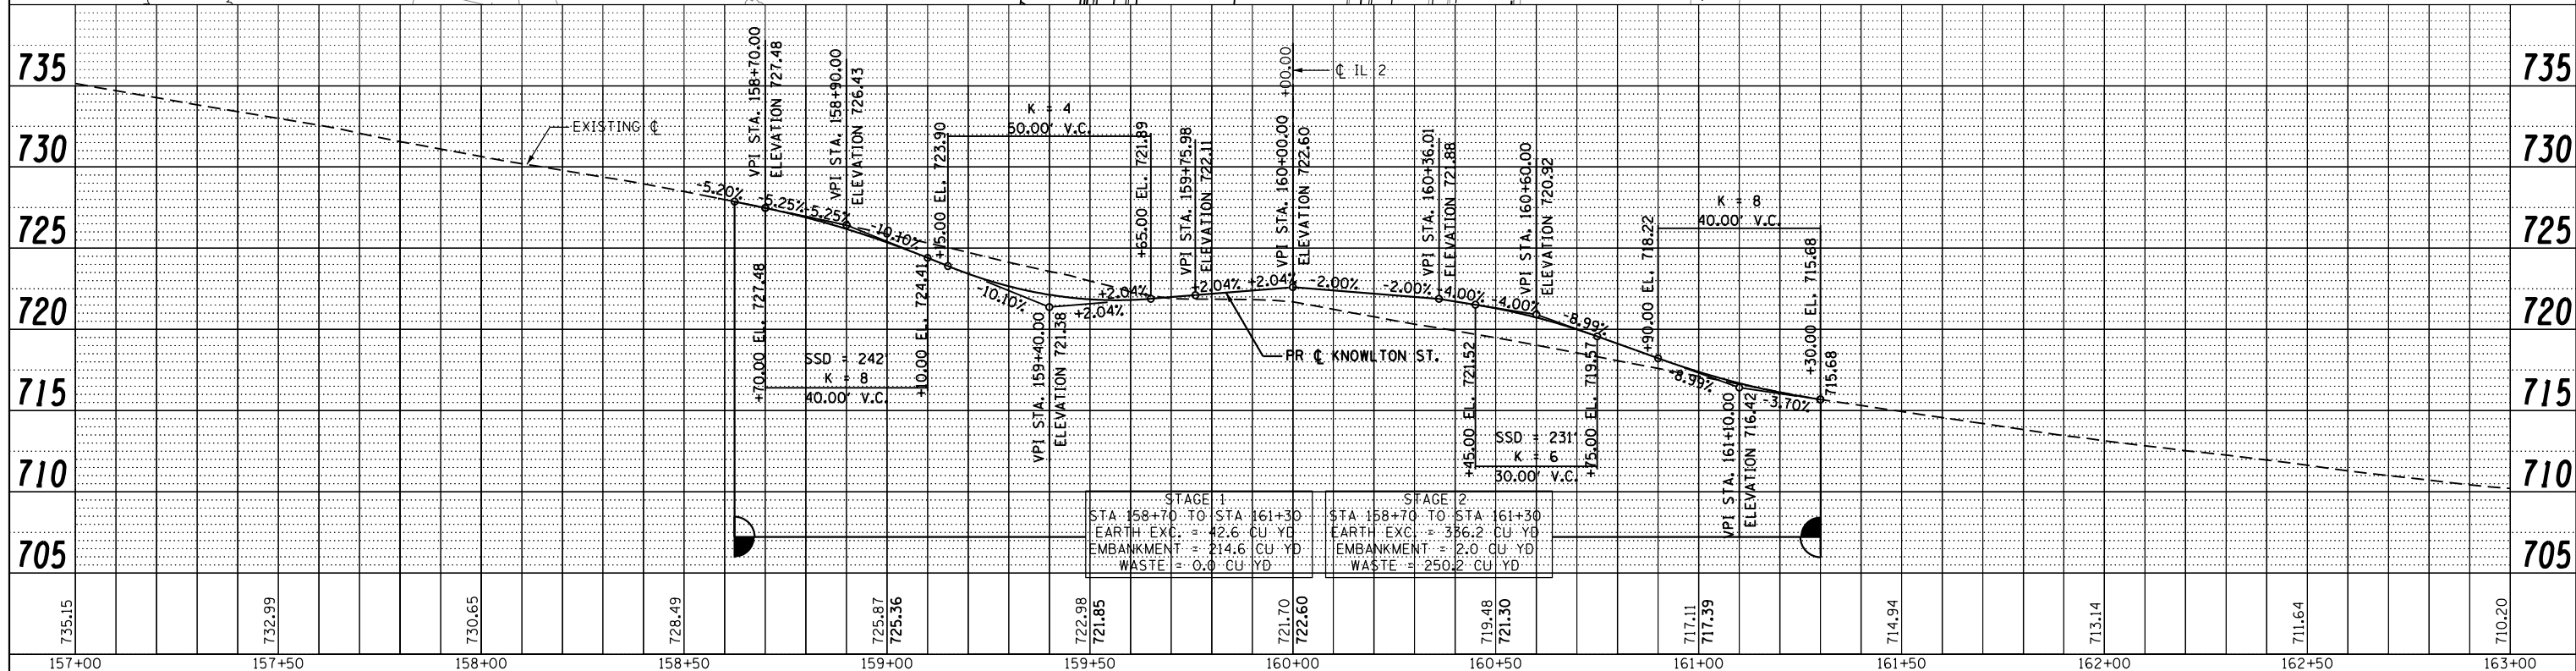 735
730
725
720
715
710
705
735
730
725
720
715
710
705
EXISTING ℄
VPI STA. 158+70.00
ELEVATION 727.48
VPI STA. 158+90.00
ELEVATION 726.43
K = 4
50.00' V.C.
+15.00 EL. 723.90
+65.00 EL. 721.89
VPI STA. 159+75.98
ELEVATION 722.11
+00.00
℄ IL 2
VPI STA. 160+00.00
ELEVATION 722.60
VPI STA. 160+36.01
ELEVATION 721.88
VPI STA. 160+60.00
ELEVATION 720.92
K = 8
40.00' V.C.
+90.00 EL. 718.22
+30.00 EL. 715.68
715.68
-5.20%
-5.25%
-5.25%
-10.10%
-10.10%
+2.04%
+2.04%
+2.04%
+2.04%
-2.00%
-2.00%
-4.00%
-4.00%
-8.99%
-8.99%
-3.70%
+70.00 EL. 727.48
SSD = 242'
K = 8
40.00' V.C.
+10.00 EL. 724.41
VPI STA. 159+40.00
ELEVATION 721.38
PR ℄ KNOWLTON ST.
+45.00 EL. 721.52
SSD = 231'
K = 6
30.00' V.C.
+75.00 EL. 719.57
VPI STA. 161+10.00
ELEVATION 716.42
STAGE 1
STA 158+70 TO STA 161+30
EARTH EXC. = 42.6 CU YD
EMBANKMENT = 214.6 CU YD
WASTE = 0.0 CU YD
STAGE 2
STA 158+70 TO STA 161+30
EARTH EXC. = 336.2 CU YD
EMBANKMENT = 2.0 CU YD
WASTE = 250.2 CU YD
735.15
732.99
730.65
728.49
725.87
725.36
722.98
721.85
721.70
722.60
719.48
721.30
717.11
717.39
714.94
713.14
711.64
710.20
157+00
157+50
158+00
158+50
159+00
159+50
160+00
160+50
161+00
161+50
162+00
162+50
163+00